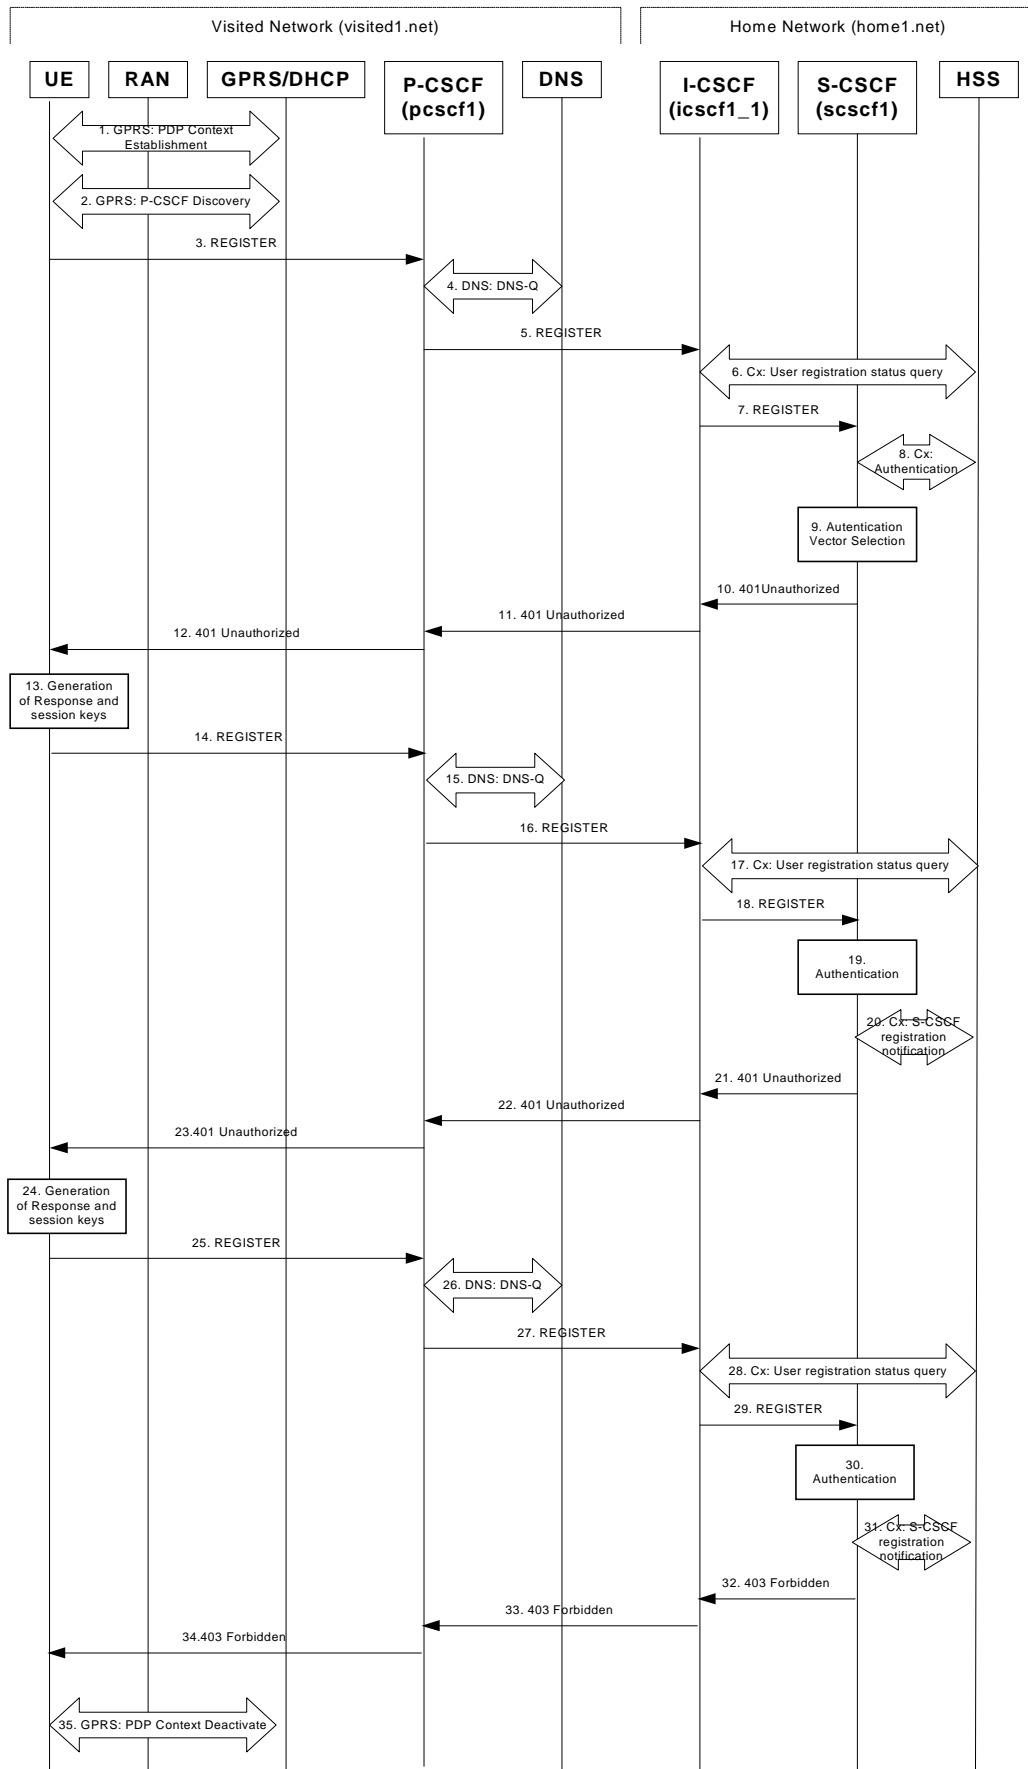 Visited Network (visited1.net)
Home Network (home1.net)
UE
RAN
GPRS/DHCP
P-CSCF
(pcscf1)
DNS
I-CSCF
(icscf1_1)
S-CSCF
(scscf1)
HSS
1. GPRS: PDP Context
Establishment
2. GPRS: P-CSCF Discovery
3. REGISTER
4. DNS: DNS-Q
5. REGISTER
6. Cx: User registration status query
7. REGISTER
8. Cx:
Authentication
9. Autentication
Vector Selection
10. 401Unauthorized
11. 401 Unauthorized
12. 401 Unauthorized
13. Generation
of Response and
session keys
14. REGISTER
15. DNS: DNS-Q
16. REGISTER
17. Cx: User registration status query
18. REGISTER
19.
Authentication
20. Cx: S-CSCF
registration
notification
21. 401 Unauthorized
22. 401 Unauthorized
23.401 Unauthorized
24. Generation
of Response and
session keys
25. REGISTER
26. DNS: DNS-Q
27. REGISTER
28. Cx: User registration status query
29. REGISTER
30.
Authentication
31. Cx: S-CSCF
registration
notification
32. 403 Forbidden
33. 403 Forbidden
34.403 Forbidden
35. GPRS: PDP Context Deactivate